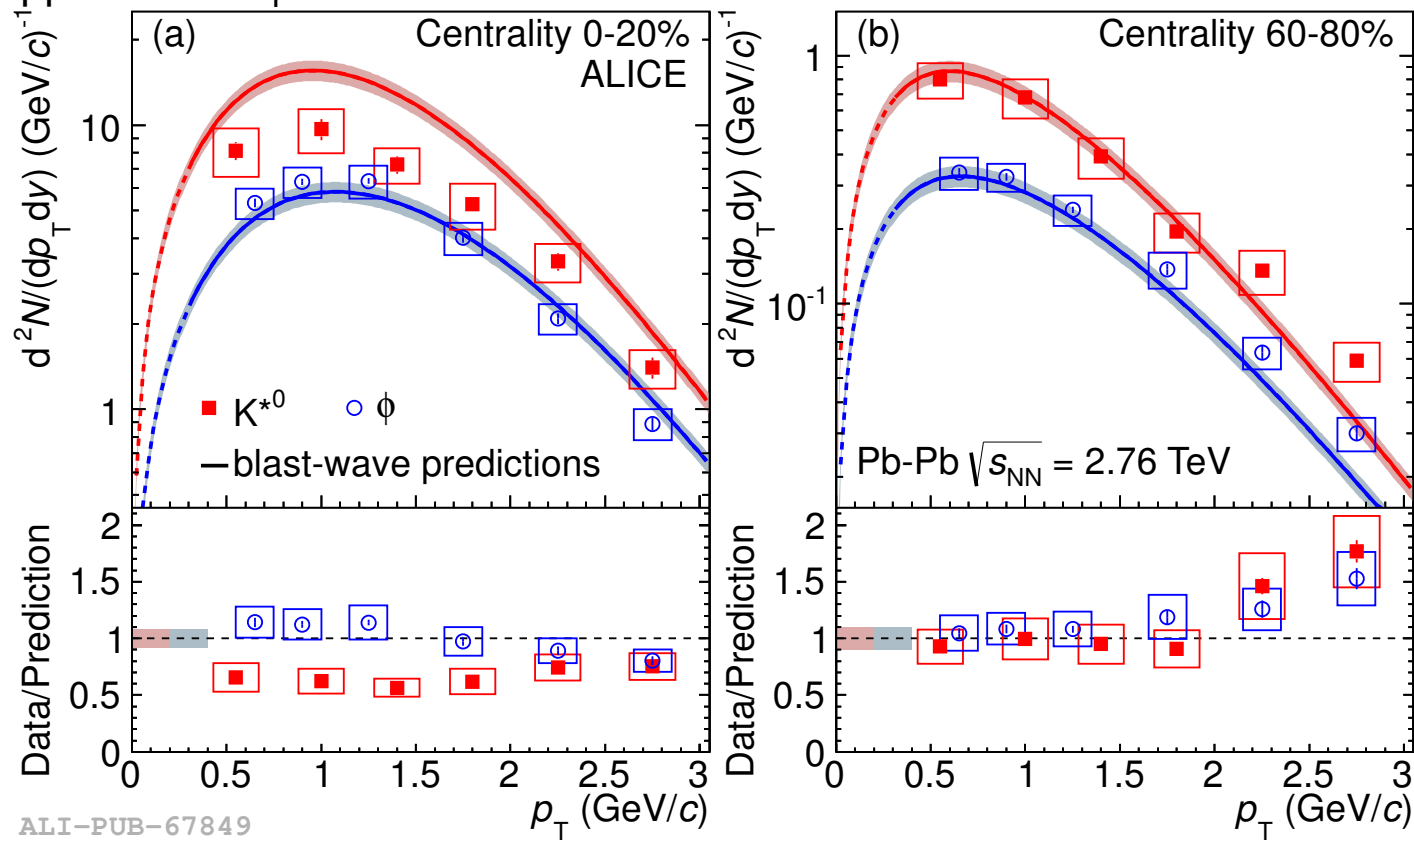 (a) Centrality 0-20%
ALICE
d²N/(dp_T dy) (GeV/c)⁻¹
10
1
K*⁰
ϕ
blast-wave predictions
Data/Prediction
2
1.5
1
0.5
0
0 0.5 1 1.5 2 2.5 3
p_T (GeV/c)
(b) Centrality 60-80%
d²N/(dp_T dy) (GeV/c)⁻¹
1
10⁻¹
Pb-Pb √s_NN = 2.76 TeV
Data/Prediction
2
1.5
1
0.5
0
0 0.5 1 1.5 2 2.5 3
p_T (GeV/c)
ALI-PUB-67849